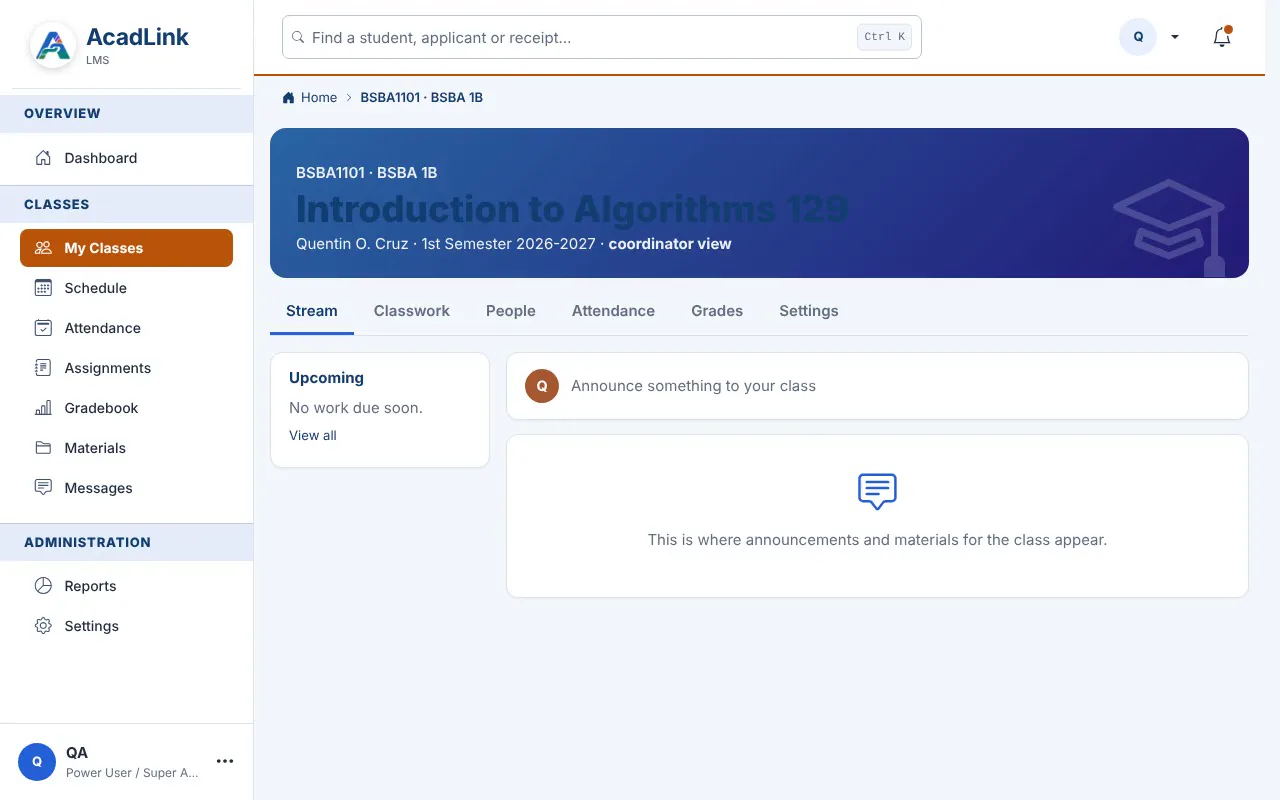 AcadLink
LMS
OVERVIEW
Dashboard
CLASSES
My Classes
Schedule
Attendance
Assignments
Gradebook
Materials
Messages
ADMINISTRATION
Reports
Settings
Q
QA
Power User / Super A...
Find a student, applicant or receipt...
Ctrl K
Q
Home
BSBA1101 · BSBA 1B
BSBA1101 · BSBA 1B
Introduction to Algorithms 129
Quentin O. Cruz · 1st Semester 2026-2027 · coordinator view
Stream Classwork People Attendance Grades Settings
Upcoming
No work due soon.
View all
Q
Announce something to your class
This is where announcements and materials for the class appear.